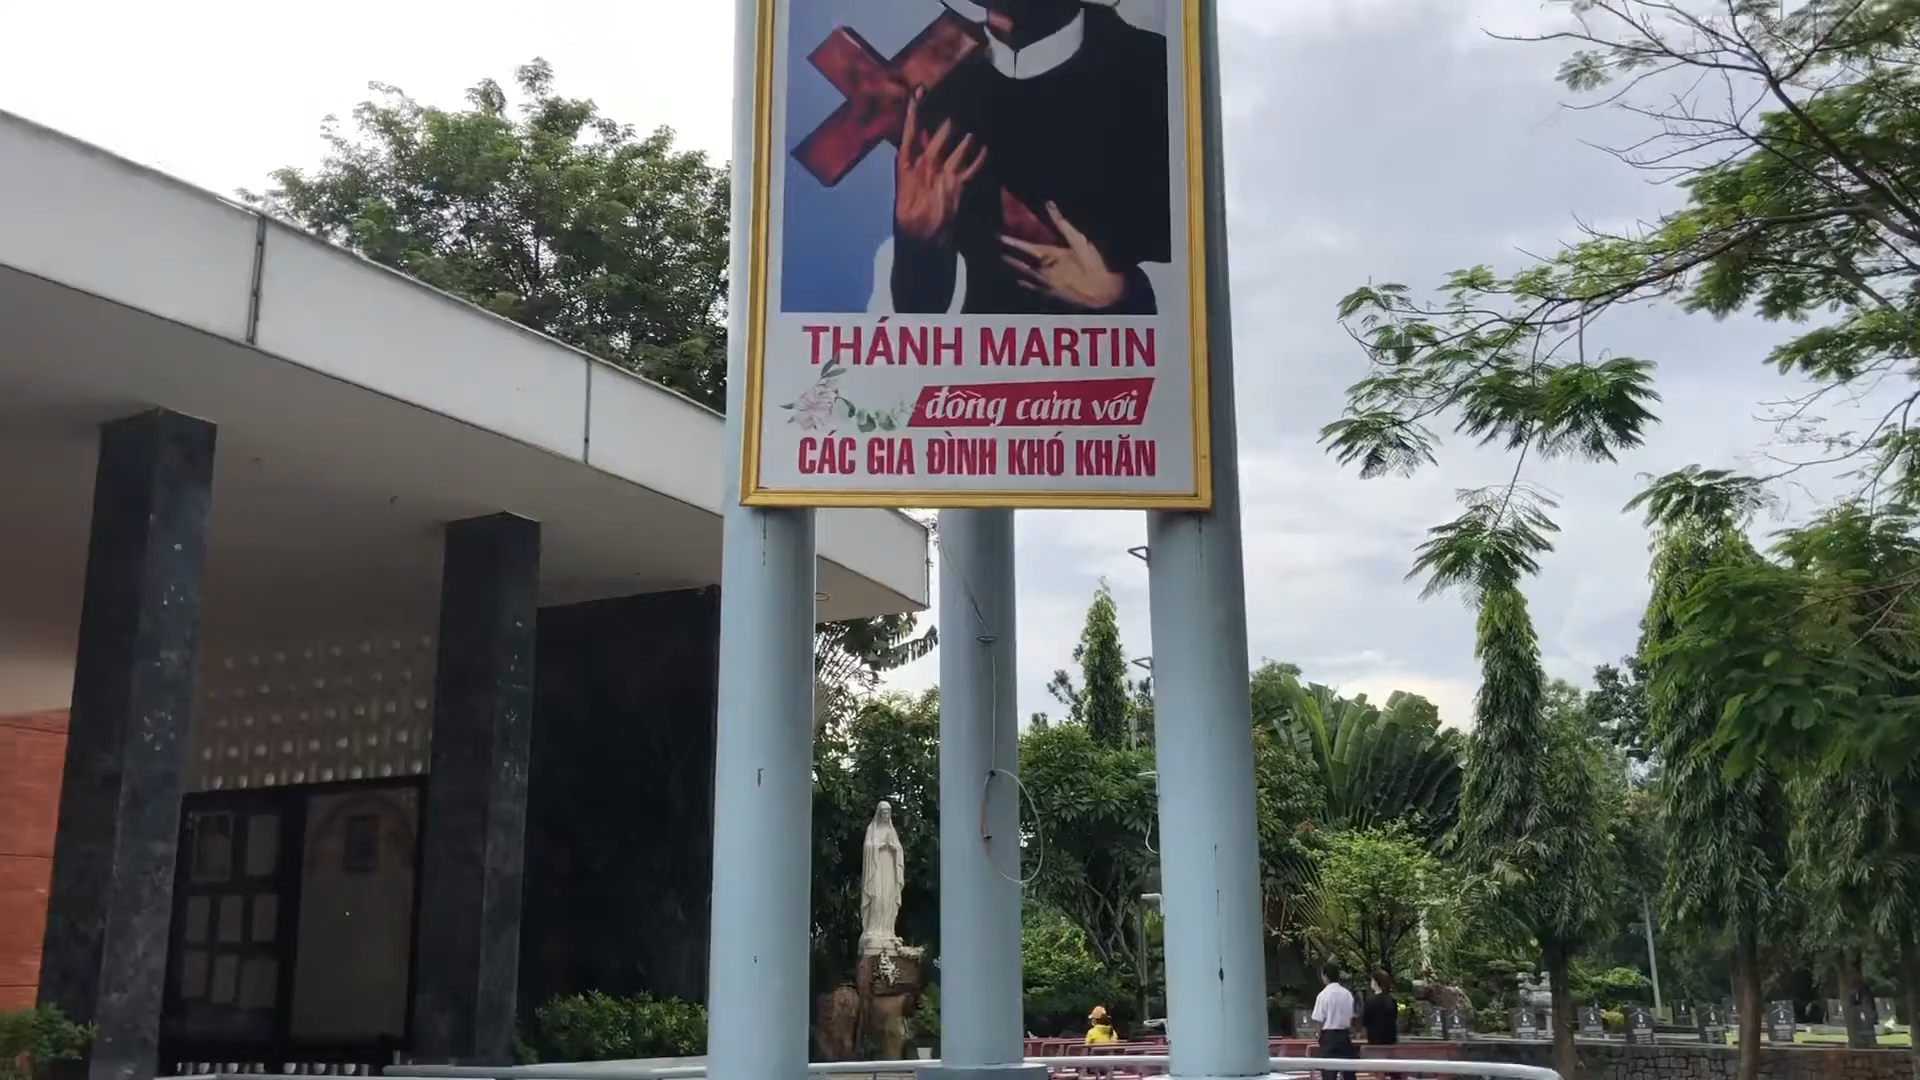 THÁNH MARTIN
đồng cảm với
CÁC GIA ĐÌNH KHÓ KHĂN